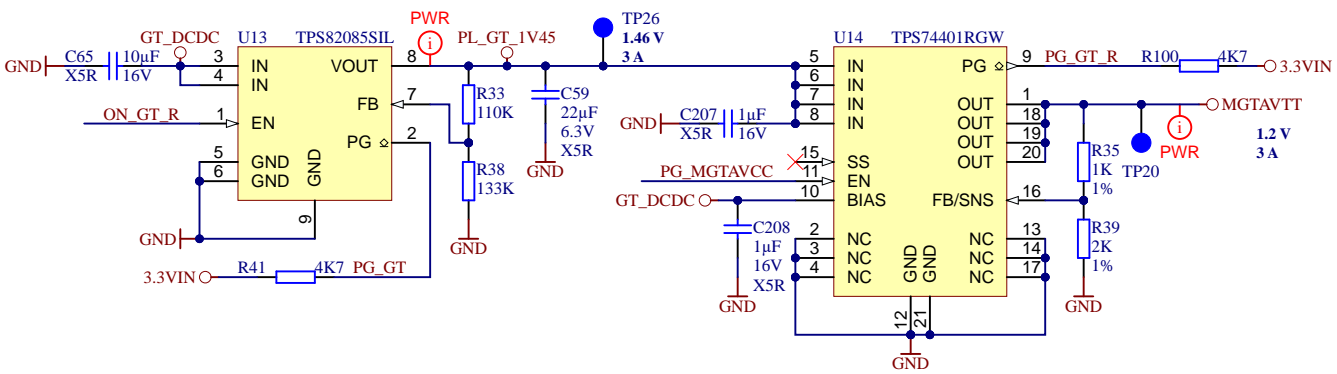 GT_DCDC
U13
TPS82085SIL
PWR
i
PL_GT_1V45
TP26
1.46 V
3 A
GND
C65
10µF
X5R
16V
3
IN
4
IN
VOUT
8
FB
7
ON_GT_R
1
EN
PG
2
5
GND
6
GND
GND
9
GND
3.3VIN
R41
4K7
PG_GT
R33
110K
R38
133K
GND
C59
22µF
6.3V
X5R
GND
U14
TPS74401RGW
5
IN
6
IN
7
IN
8
IN
GND
C207
1µF
X5R
16V
15
SS
PG_MGTAVCC
11
EN
GT_DCDC
10
BIAS
C208
1µF
16V
X5R
GND
2
NC
3
NC
4
NC
GND
GND
12
21
GND
PG
9
PG_GT_R
R100
4K7
3.3VIN
OUT
1
OUT
18
OUT
19
OUT
20
FB/SNS
16
NC
13
NC
14
NC
17
MGTAVTT
1.2 V
3 A
i
PWR
TP20
R35
1K
1%
R39
2K
1%
GND